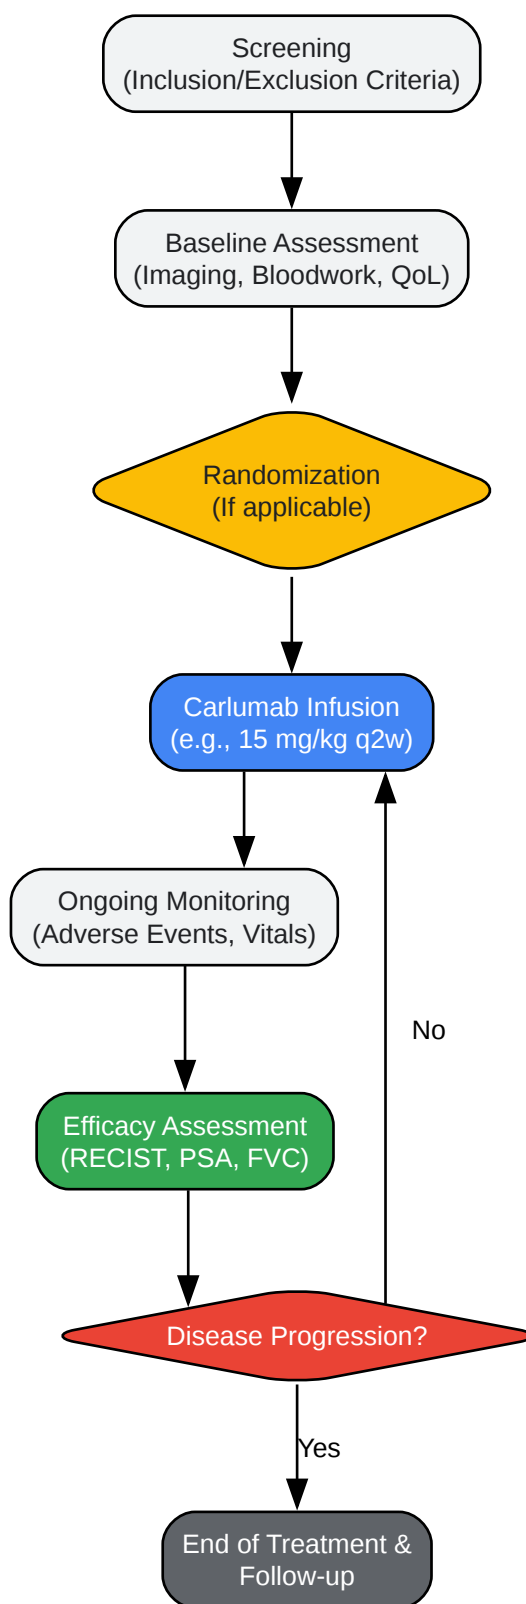 Screening
(Inclusion/Exclusion Criteria)
Baseline Assessment
(Imaging, Bloodwork, QoL)
Randomization
(If applicable)
Carlumab Infusion
(e.g., 15 mg/kg q2w)
Ongoing Monitoring
(Adverse Events, Vitals)
No
Efficacy Assessment
(RECIST, PSA, FVC)
Disease Progression?
Yes
End of Treatment &
Follow-up